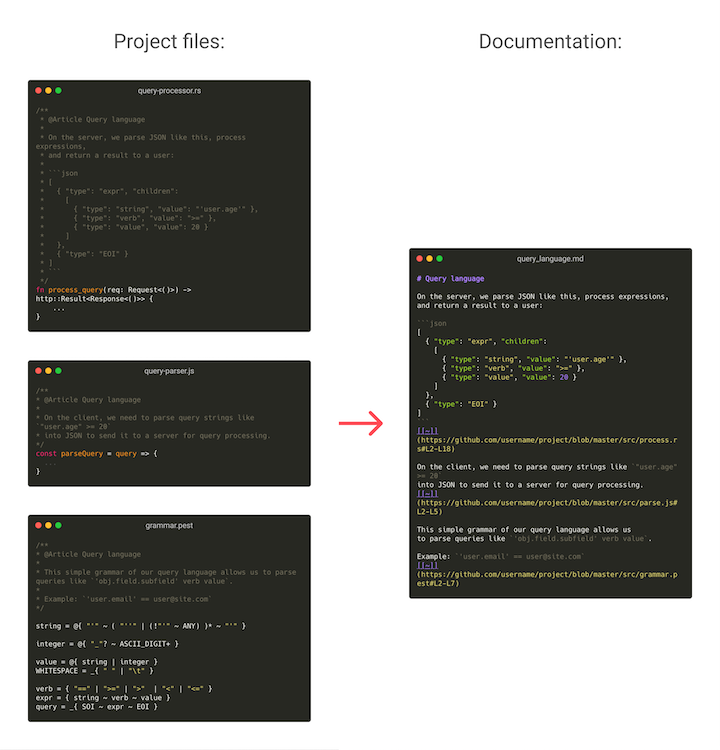 Project files:
Documentation:
query-processor.rs
/**
 * @Article Query language
 *
 * On the server, we parse JSON like this, process
expressions,
 * and return a result to a user:
 *
 * ```json
 * [
 *   { "type": "expr", "children":
 *     [
 *       { "type": "string", "value": "'user.age'" },
 *       { "type": "verb", "value": ">=" },
 *       { "type": "value", "value": 20 }
 *     ]
 *   },
 *   { "type": "EOI" }
 * ]
 * ```
 */
fn process_query(req: Request<()>) ->
http::Result<Response<()>> {
    ...
}
query-parser.js
/**
* @Article Query language
*
* On the client, we need to parse query strings like
`"user.age" >= 20`
* into JSON to send it to a server for query processing.
*/
const parseQuery = query => {
  ...
}
grammar.pest
/**
* @Article Query language
*
* This simple grammar of our query language allows us to parse
queries like `'obj.field.subfield' verb value`.
*
* Example: `'user.email' == user@site.com`
*/
string = @{ "'" ~ ( "''" | (!"'" ~ ANY) )* ~ "'" }
integer = @{ "_"? ~ ASCII_DIGIT+ }
value = @{ string | integer }
WHITESPACE = _{ " " | "\t" }
verb = { "==" | ">=" | ">"  | "<" | "<=" }
expr = { string ~ verb ~ value }
query = _{ SOI ~ expr ~ EOI }
query_language.md
# Query language
On the server, we parse JSON like this, process expressions,
and return a result to a user:
```json
[
  { "type": "expr", "children":
    [
      { "type": "string", "value": "'user.age'" },
      { "type": "verb", "value": ">=" },
      { "type": "value", "value": 20 }
    ]
  },
  { "type": "EOI" }
]
```
[[~]]
(https://github.com/username/project/blob/master/src/process.r
s#L2-L18)
On the client, we need to parse query strings like `"user.age"
>= 20`
into JSON to send it to a server for query processing.
[[~]]
(https://github.com/username/project/blob/master/src/parse.js#
L2-L5)
This simple grammar of our query language allows us
to parse queries like `'obj.field.subfield' verb value`.
Example: `'user.email' == user@site.com`
[[~]]
(https://github.com/username/project/blob/master/src/grammar.p
est#L2-L7)